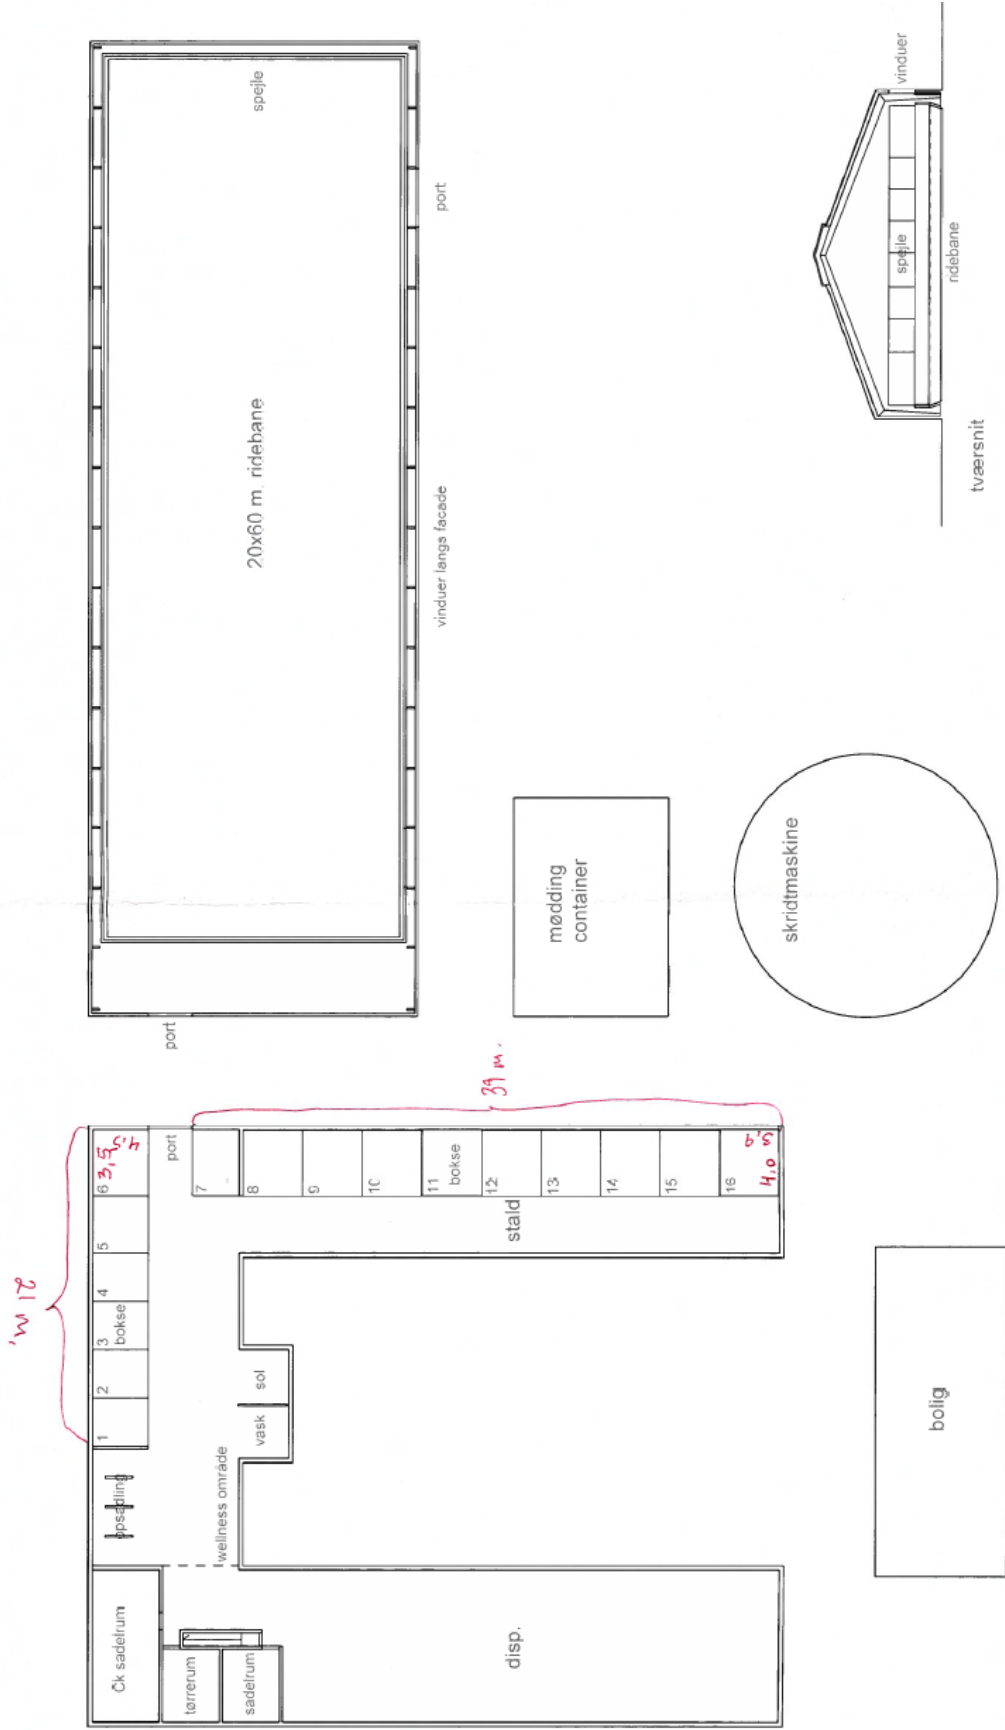 spejle
port
20x60 m. ridebane
vinduer langs facade
port
vinduer
spejle
ridebane
tværsnit
mødding
container
skridtmaskine
39 m.
21 m.
6
3,5
4,5
port
5
4
3
bokse
2
1
opsadling
7
8
9
10
11
bokse
12
13
14
15
16
4,0
stald
sol
vask
wellness område
Ck sadelrum
tørrerum
sadelrum
disp.
bolig